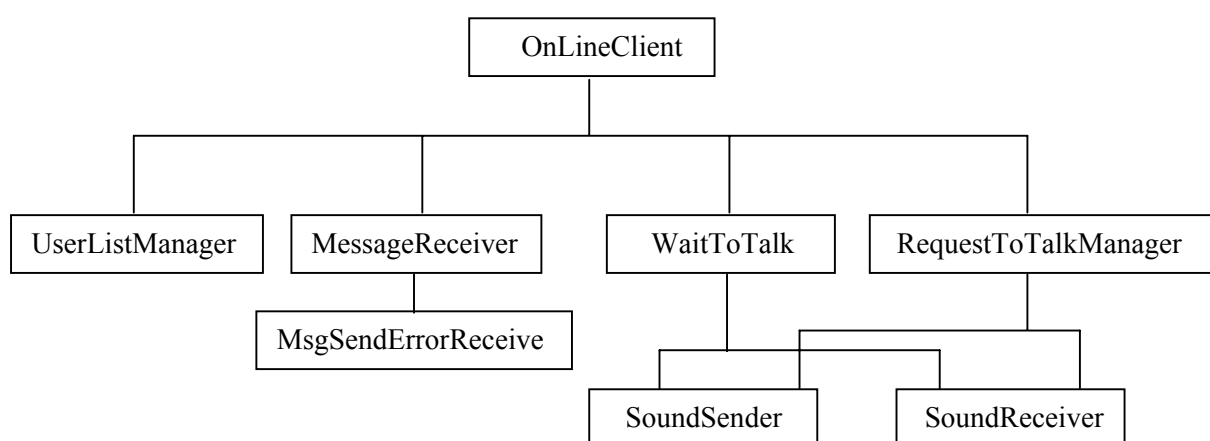 OnLineClient
UserListManager
MessageReceiver
WaitToTalk
RequestToTalkManager
MsgSendErrorReceive
SoundSender
SoundReceiver